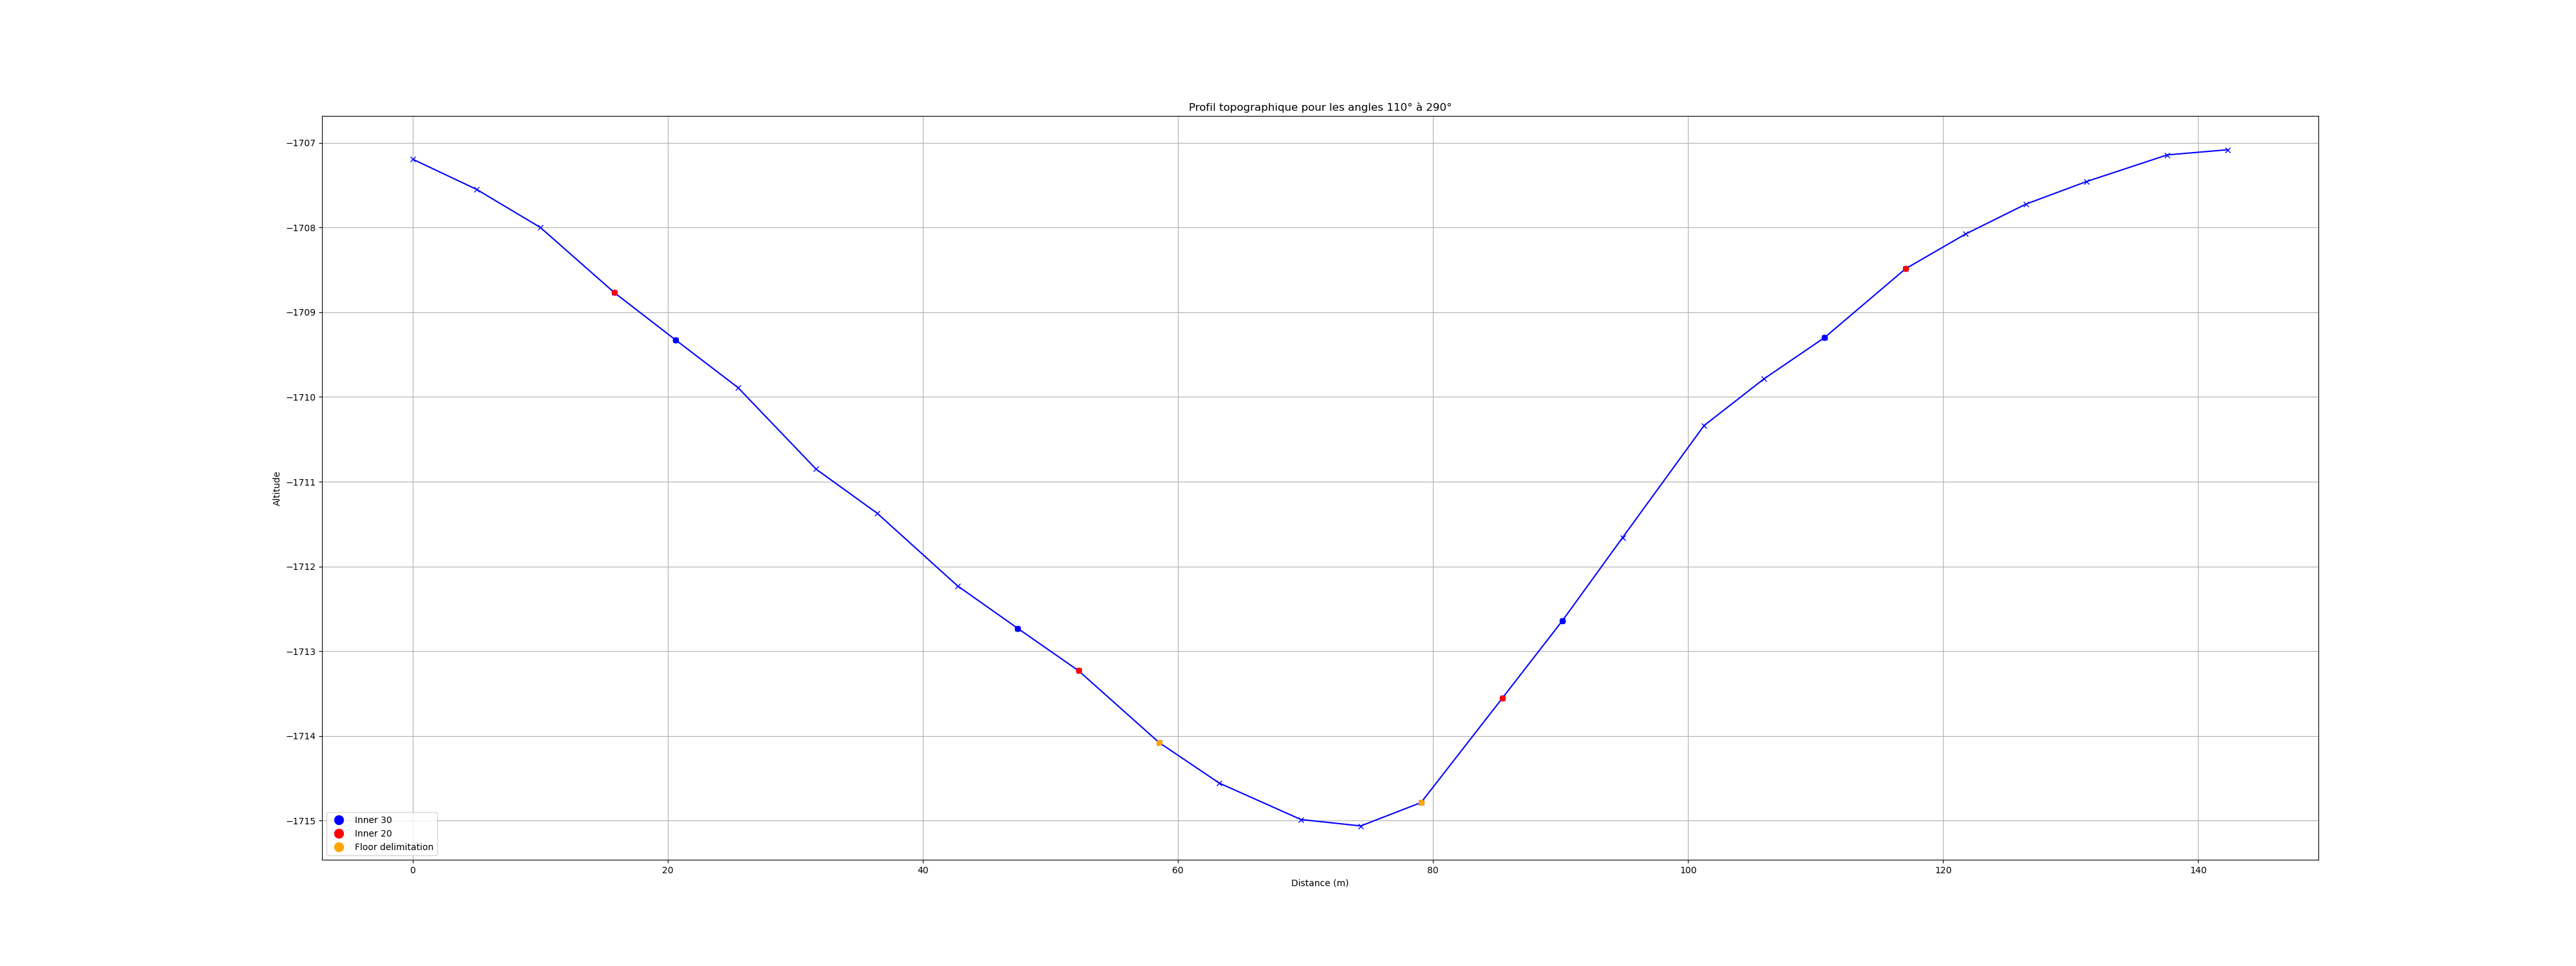 Profil topographique pour les angles 110° à 290°
−1707
−1708
−1709
−1710
−1711
−1712
−1713
−1714
−1715
Altitude
Inner 30
Inner 20
Floor delimitation
0 20 40 60 80 100 120 140
Distance (m)